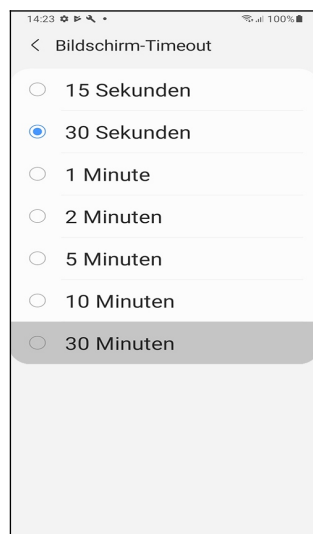 14:23 100%
Bildschirm-Timeout
15 Sekunden
30 Sekunden
1 Minute
2 Minuten
5 Minuten
10 Minuten
30 Minuten